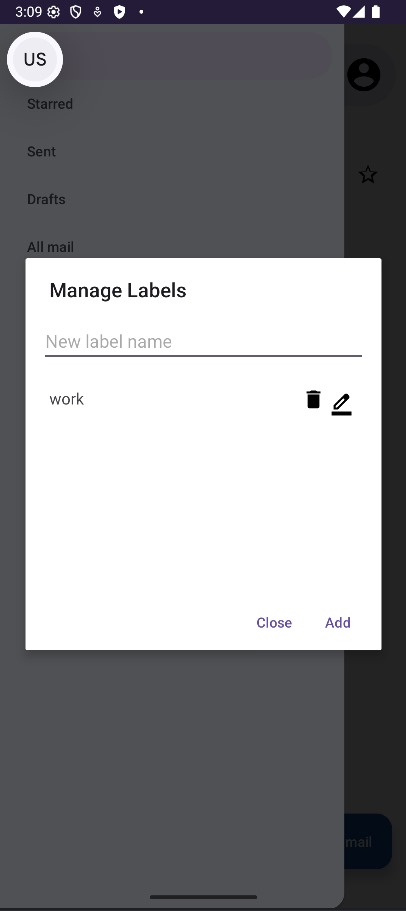 3:09
US
Starred
Sent
Drafts
All mail
Manage Labels
New label name
work
Close
Add
mail